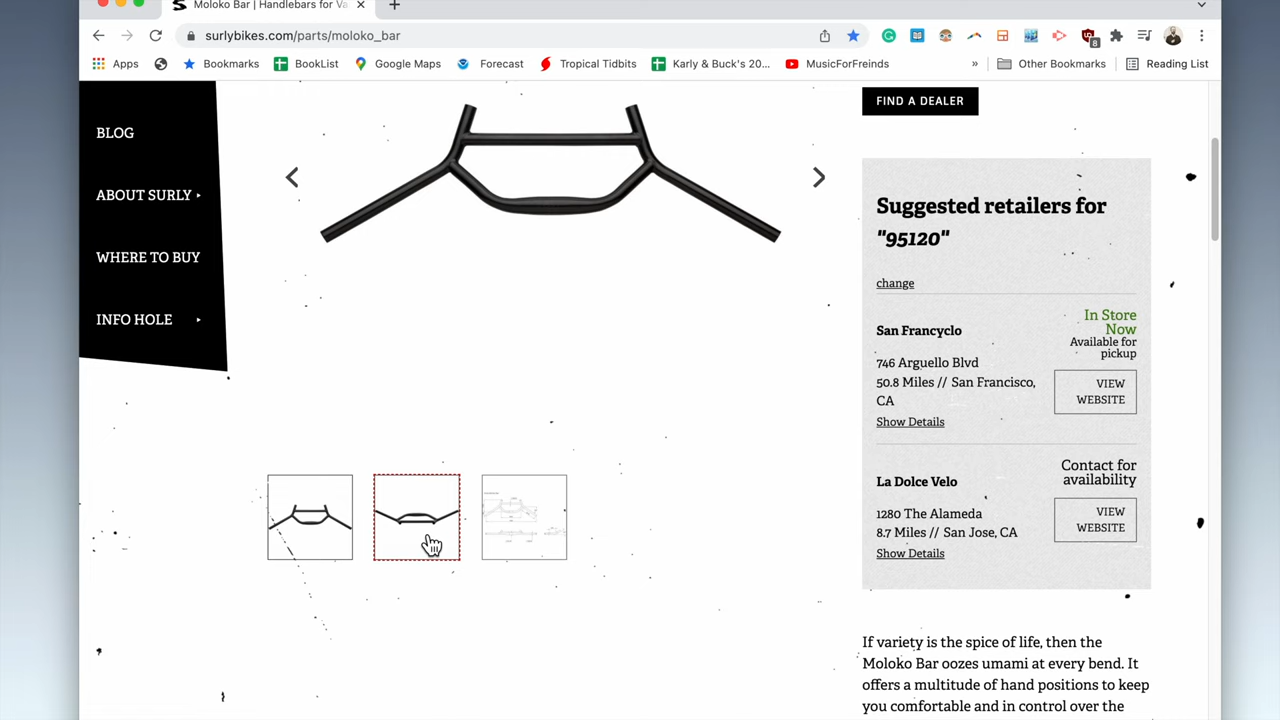 Moloko Bar | Handlebars for Va
surlybikes.com/parts/moloko_bar
8
Apps
Bookmarks
BookList
Google Maps
Forecast
Tropical Tidbits
Karly & Buck's 20...
MusicForFreinds
»
Other Bookmarks
Reading List
BLOG
ABOUT SURLY
WHERE TO BUY
INFO HOLE
FIND A DEALER
Suggested retailers for
"95120"
change
San Francyclo
746 Arguello Blvd
50.8 Miles // San Francisco,
CA
Show Details
In Store
Now
Available for
pickup
VIEW
WEBSITE
La Dolce Velo
1280 The Alameda
8.7 Miles // San Jose, CA
Show Details
Contact for
availability
VIEW
WEBSITE
If variety is the spice of life, then the
Moloko Bar oozes umami at every bend. It
offers a multitude of hand positions to keep
you comfortable and in control over the